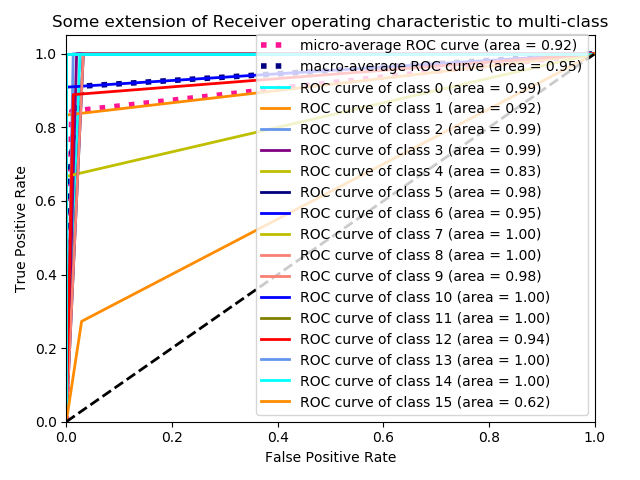 Some extension of Receiver operating characteristic to multi-class
True Positive Rate
1.0
0.8
0.6
0.4
0.2
0.0
micro-average ROC curve (area = 0.92)
macro-average ROC curve (area = 0.95)
ROC curve of class 0 (area = 0.99)
ROC curve of class 1 (area = 0.92)
ROC curve of class 2 (area = 0.99)
ROC curve of class 3 (area = 0.99)
ROC curve of class 4 (area = 0.83)
ROC curve of class 5 (area = 0.98)
ROC curve of class 6 (area = 0.95)
ROC curve of class 7 (area = 1.00)
ROC curve of class 8 (area = 1.00)
ROC curve of class 9 (area = 0.98)
ROC curve of class 10 (area = 1.00)
ROC curve of class 11 (area = 1.00)
ROC curve of class 12 (area = 0.94)
ROC curve of class 13 (area = 1.00)
ROC curve of class 14 (area = 1.00)
ROC curve of class 15 (area = 0.62)
0.0 0.2 0.4 0.6 0.8 1.0
False Positive Rate